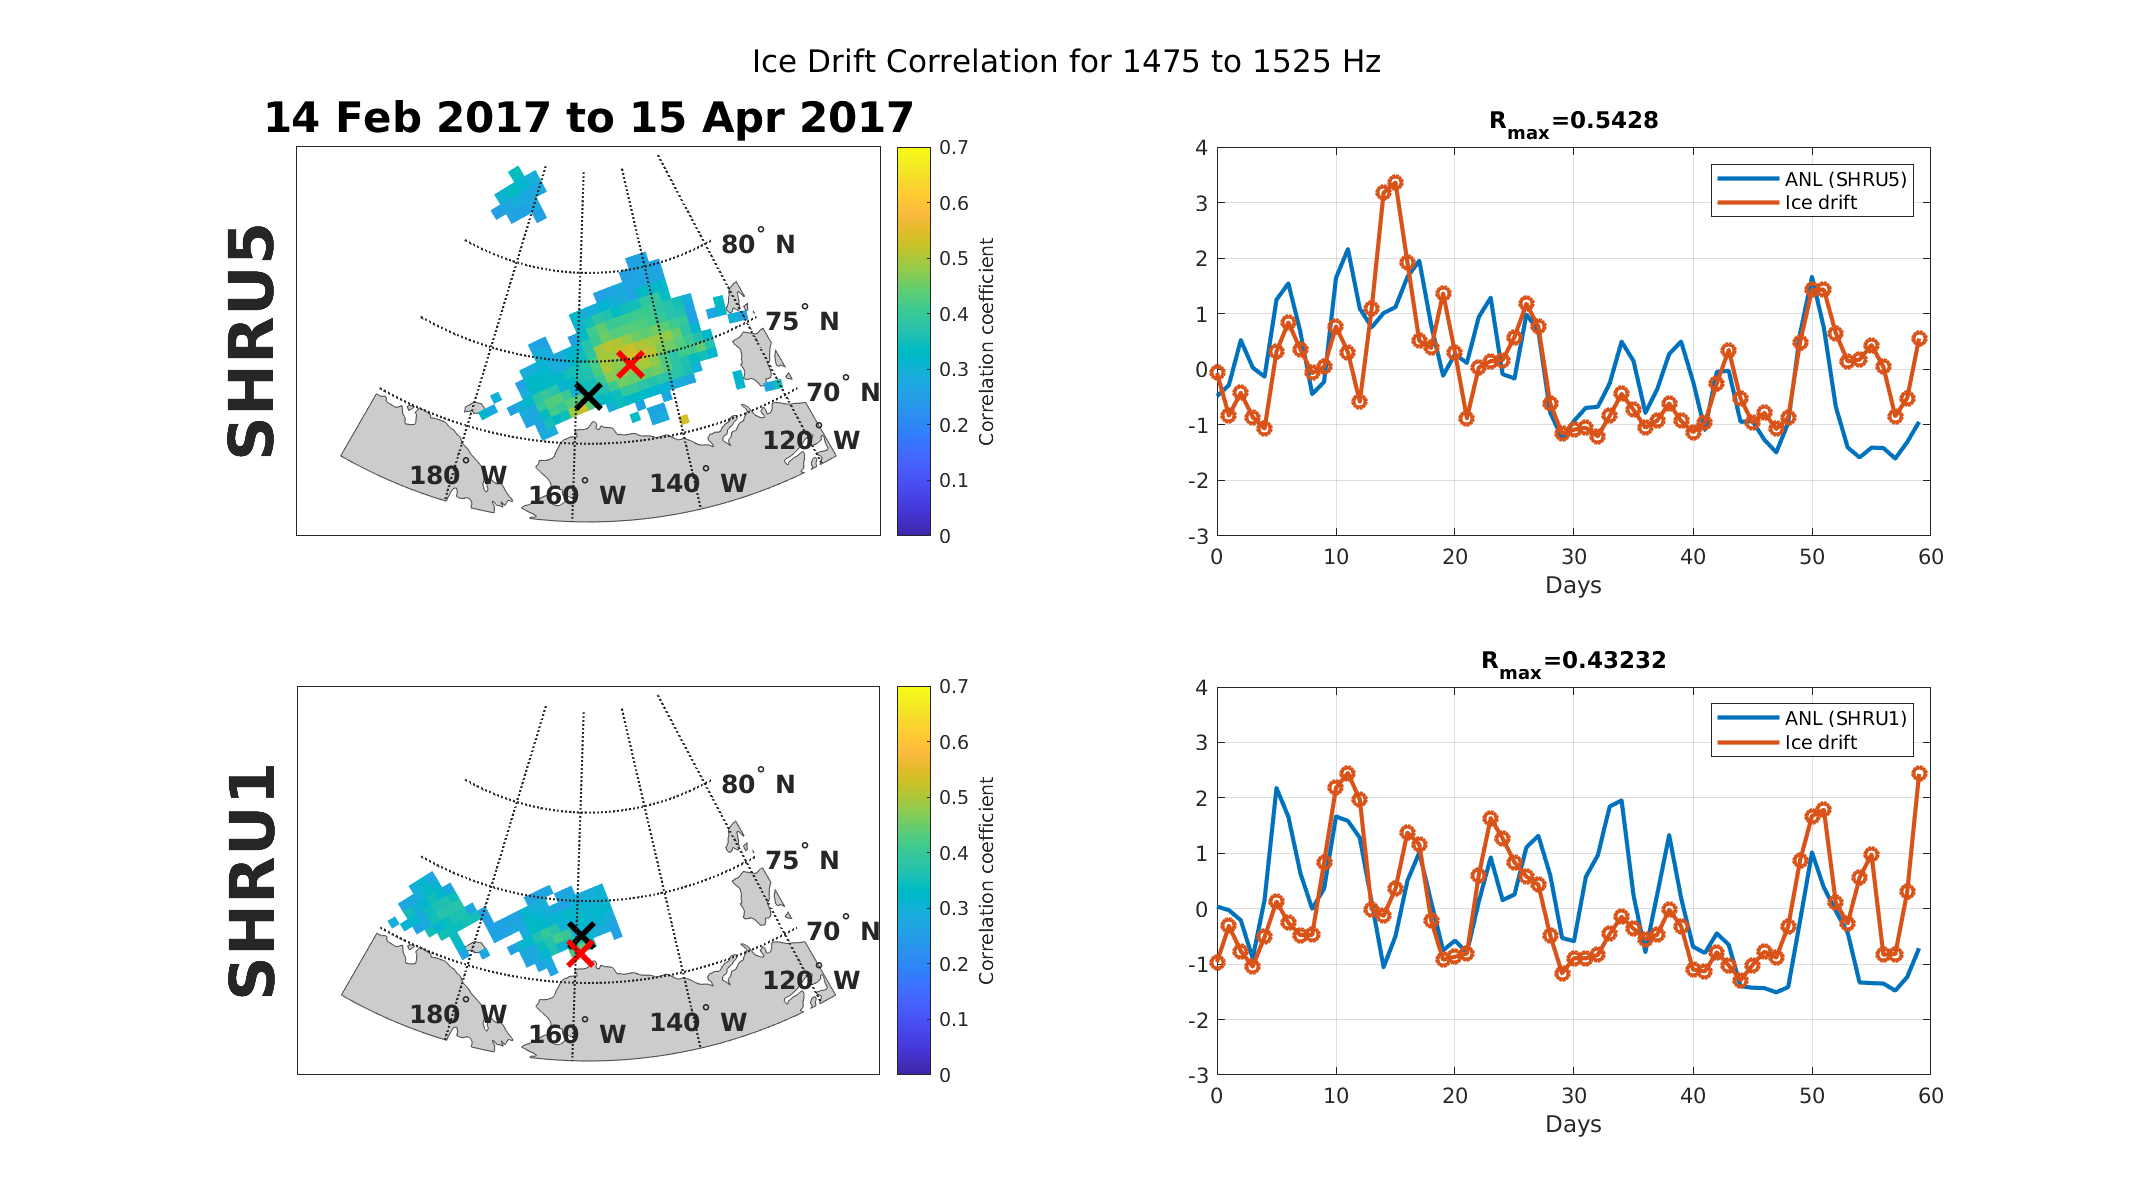 Ice Drift Correlation for 1475 to 1525 Hz
14 Feb 2017 to 15 Apr 2017
SHRU5
80° N
75° N
70° N
120° W
180° W
160° W
140° W
0.7
0.6
0.5
0.4
0.3
0.2
0.1
0
Correlation coefficient
Rmax=0.5428
4
3
2
1
0
-1
-2
-3
0 10 20 30 40 50 60
Days
ANL (SHRU5)
Ice drift
SHRU1
80° N
75° N
70° N
120° W
180° W
160° W
140° W
0.7
0.6
0.5
0.4
0.3
0.2
0.1
0
Correlation coefficient
Rmax=0.43232
4
3
2
1
0
-1
-2
-3
0 10 20 30 40 50 60
Days
ANL (SHRU1)
Ice drift